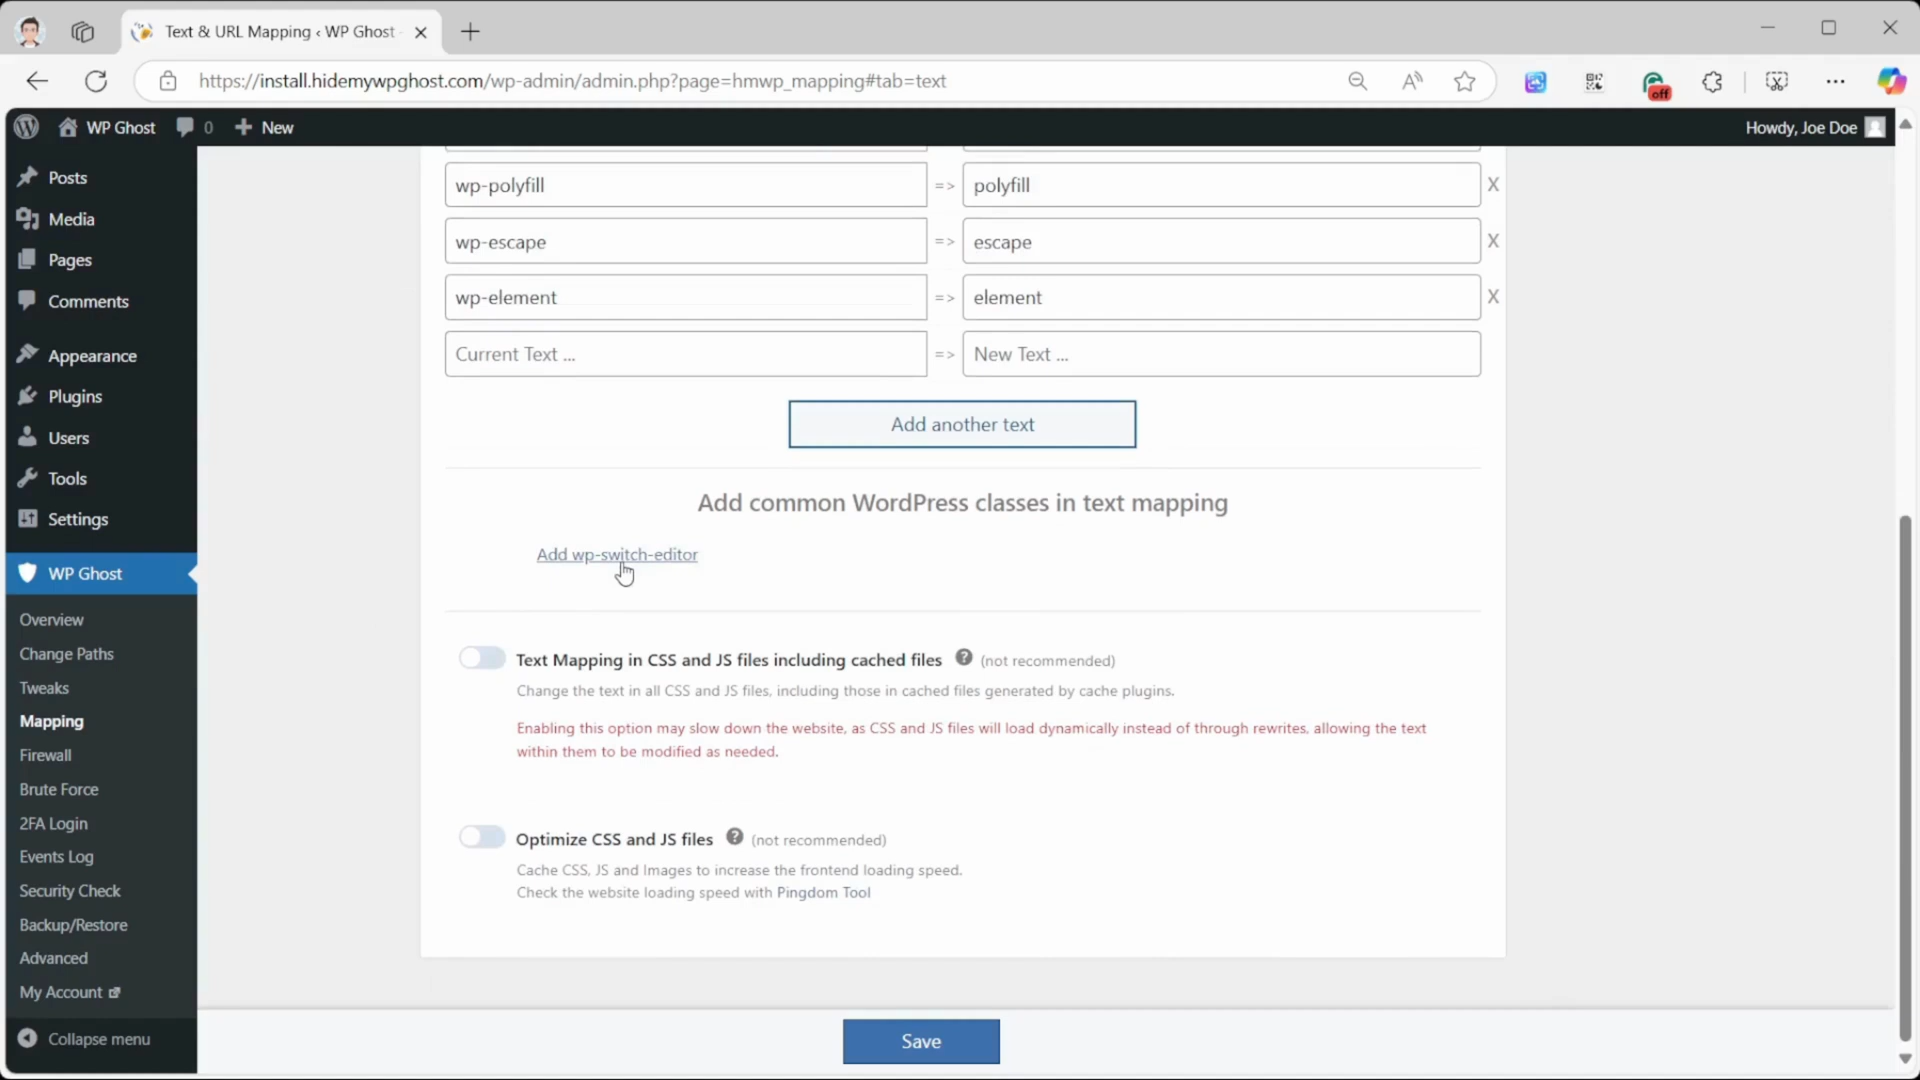 Text & URL Mapping ‹ WP Ghost
https://install.hidemywpghost.com/wp-admin/admin.php?page=hmwp_mapping#tab=text
off
WP Ghost 0 New
Howdy, Joe Doe
Posts
Media
Pages
Comments
Appearance
Plugins
Users
Tools
Settings
WP Ghost
Overview
Change Paths
Tweaks
Mapping
Firewall
Brute Force
2FA Login
Events Log
Security Check
Backup/Restore
Advanced
My Account
Collapse menu
wp-polyfill => polyfill X
wp-escape => escape X
wp-element => element X
Current Text ... => New Text ...
Add another text
Add common WordPress classes in text mapping
Add wp-switch-editor
Text Mapping in CSS and JS files including cached files ? (not recommended)
Change the text in all CSS and JS files, including those in cached files generated by cache plugins.
Enabling this option may slow down the website, as CSS and JS files will load dynamically instead of through rewrites, allowing the text
within them to be modified as needed.
Optimize CSS and JS files ? (not recommended)
Cache CSS, JS and Images to increase the frontend loading speed.
Check the website loading speed with Pingdom Tool
Save